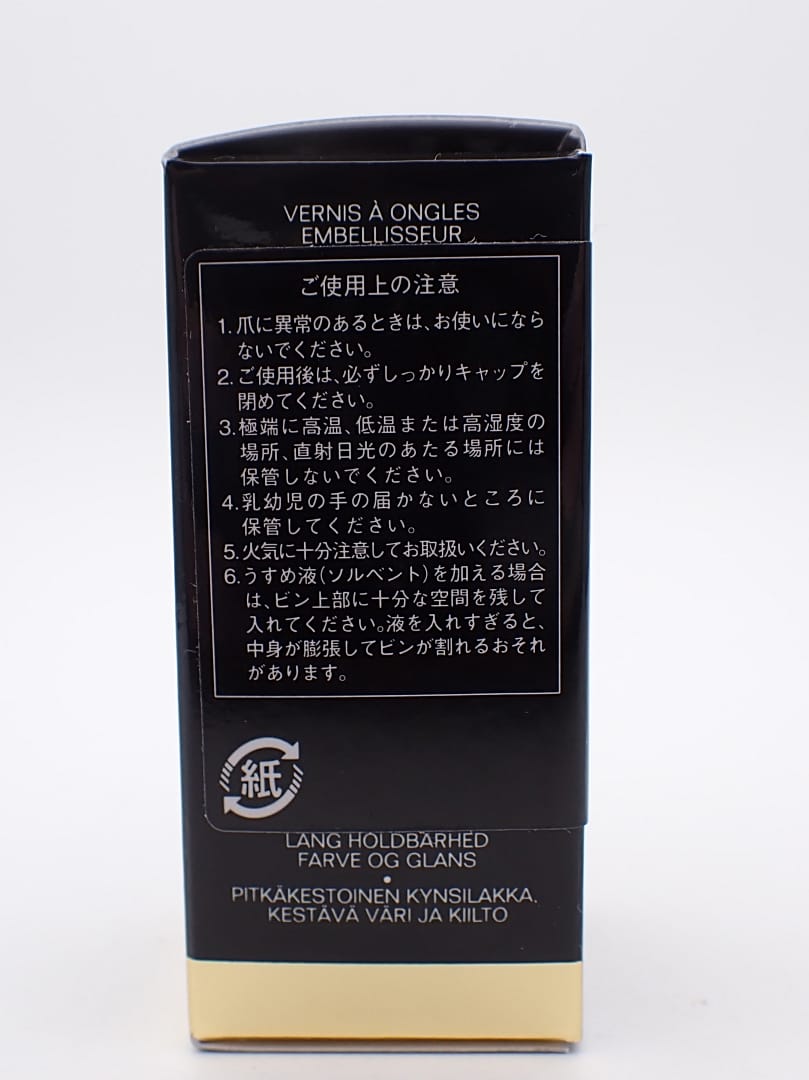 VERNIS À ONGLES
EMBELLISSEUR
ご使用上の注意
1. 爪に異常のあるときは、お使いになら
ないでください。
2. ご使用後は、必ずしっかりキャップを
閉めてください。
3. 極端に高温、低温または高湿度の
場所、直射日光のあたる場所には
保管しないでください。
4. 乳幼児の手の届かないところに
保管してください。
5. 火気に十分注意してお取扱いください。
6. うすめ液(ソルベント)を加える場合
は、ビン上部に十分な空間を残して
入れてください。液を入れすぎると、
中身が膨張してビンが割れるおそれ
があります。
紙
LANG HOLDBARHED
FARVE OG GLANS
•
PITKÄKESTOINEN KYNSILAKKA,
KESTÄVÄ VÄRI JA KIILTO